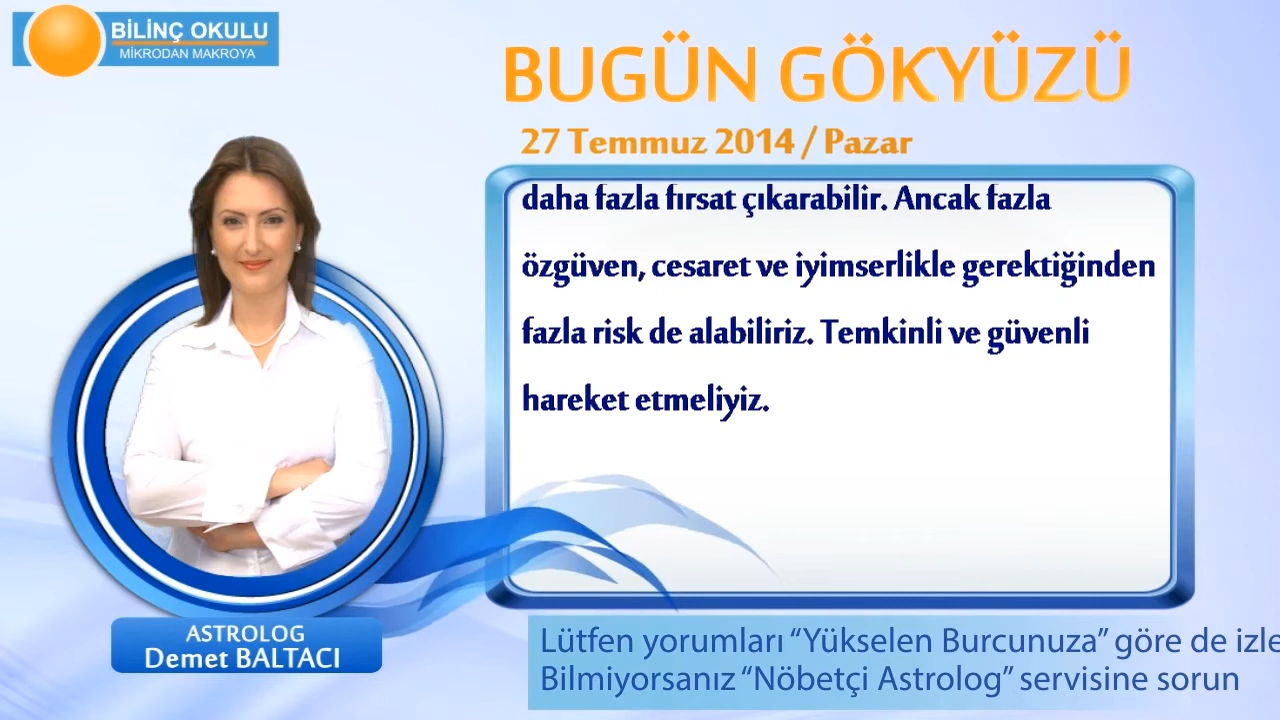 BİLİNÇ OKULU
MİKRODAN MAKROYA
BUGÜN GÖKYÜZÜ
27 Temmuz 2014 / Pazar
daha fazla fırsat çıkarabilir. Ancak fazla
özgüven, cesaret ve iyimserlikle gerektiğinden
fazla risk de alabiliriz. Temkinli ve güvenli
hareket etmeliyiz.
ASTROLOG
Demet BALTACI
Lütfen yorumları “Yükselen Burcunuza” göre de izle
Bilmiyorsanız “Nöbetçi Astrolog” servisine sorun